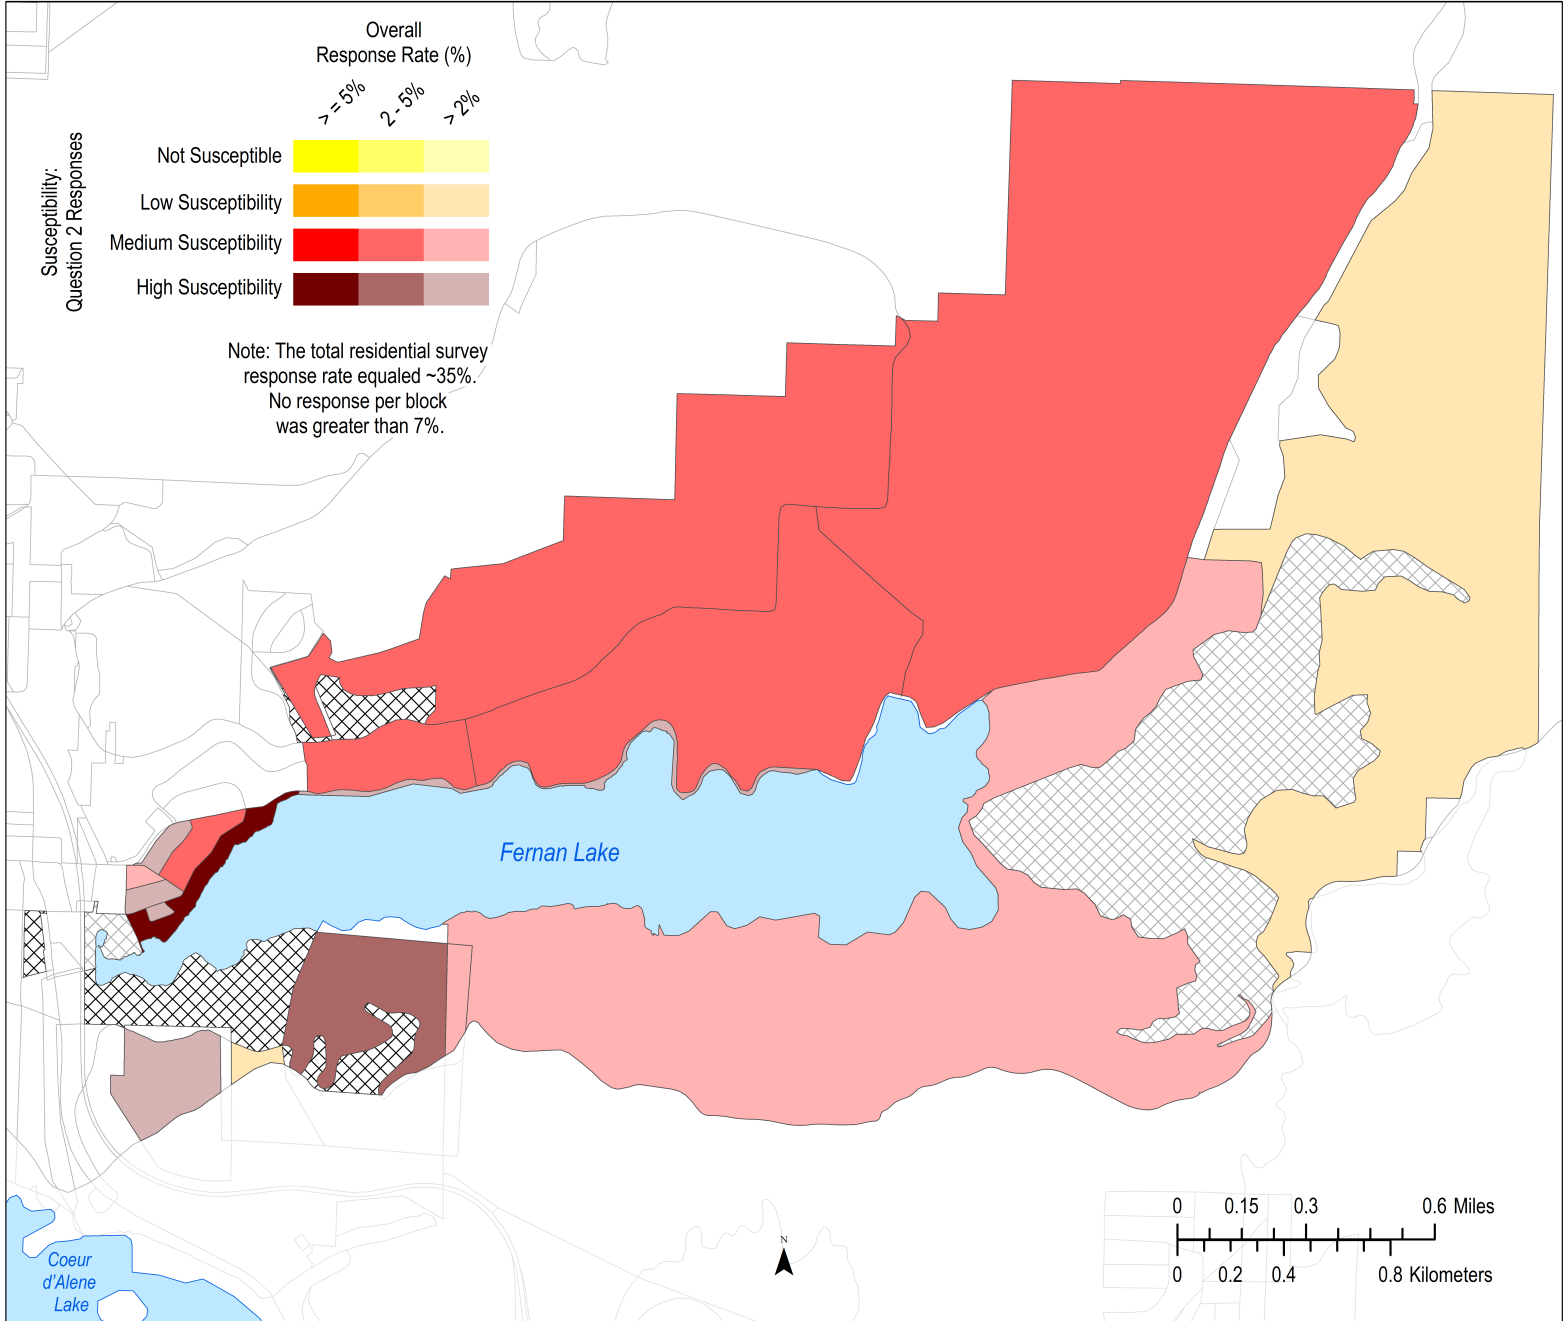 Overall
Response Rate (%)
> = 5%
2 - 5%
> 2%
Susceptibility:
Question 2 Responses
Not Susceptible
Low Susceptibility
Medium Susceptibility
High Susceptibility
Note: The total residential survey
response rate equaled ~35%.
No response per block
was greater than 7%.
Fernan Lake
Coeur
d'Alene
Lake
N
0 0.15 0.3 0.6 Miles
0 0.2 0.4 0.8 Kilometers